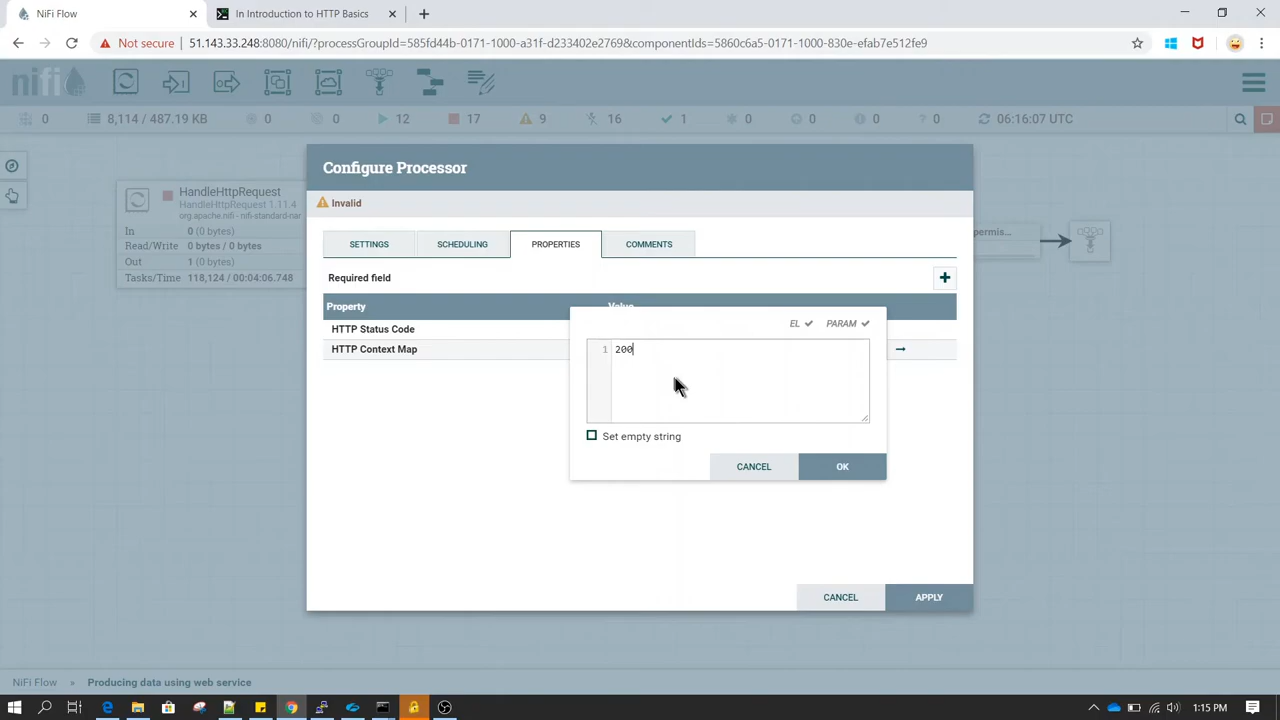 NiFi Flow
In Introduction to HTTP Basics
Not secure
51.143.33.248:8080/nifi/?processGroupId=585fd44b-0171-1000-a31f-d233402e2769&componentIds=5860c6a5-0171-1000-830e-efab7e512fe9
nifi
0
8,114 / 487.19 KB
0
0
12
17
9
16
1
0
0
0
0
06:16:07 UTC
Configure Processor
Invalid
HandleHttpRequest
HandleHttpRequest 1.11.4
org.apache.nifi - nifi-standard-nar
In 0 (0 bytes)
Read/Write 0 bytes / 0 bytes
Out 1 (0 bytes)
Tasks/Time 118,124 / 00:04:06.748
SETTINGS
SCHEDULING
PROPERTIES
COMMENTS
Required field
Property
Value
EL
PARAM
HTTP Status Code
HTTP Context Map
1 200
Set empty string
CANCEL
OK
CANCEL
APPLY
NiFi Flow » Producing data using web service
1:15 PM